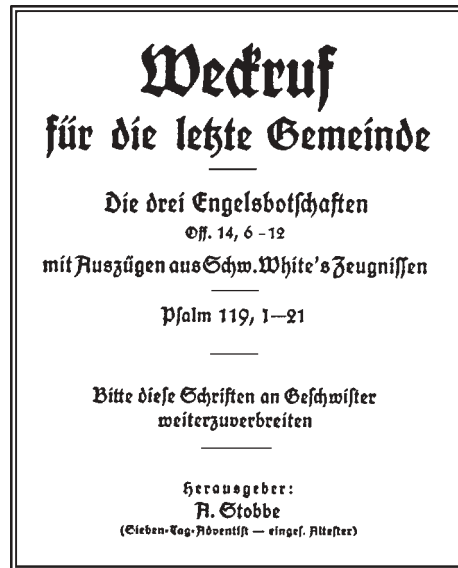 Weckruf
für die letzte Gemeinde
Die drei Engelsbotschaften
Off. 14, 6-12
mit Auszügen aus Schw. White's Zeugnissen
Psalm 119, 1—21
Bitte diese Schriften an Geschwister
weiterzuverbreiten
Herausgeber:
A. Stobbe
(Sieben-Tag-Adventist — einges. Ältester)